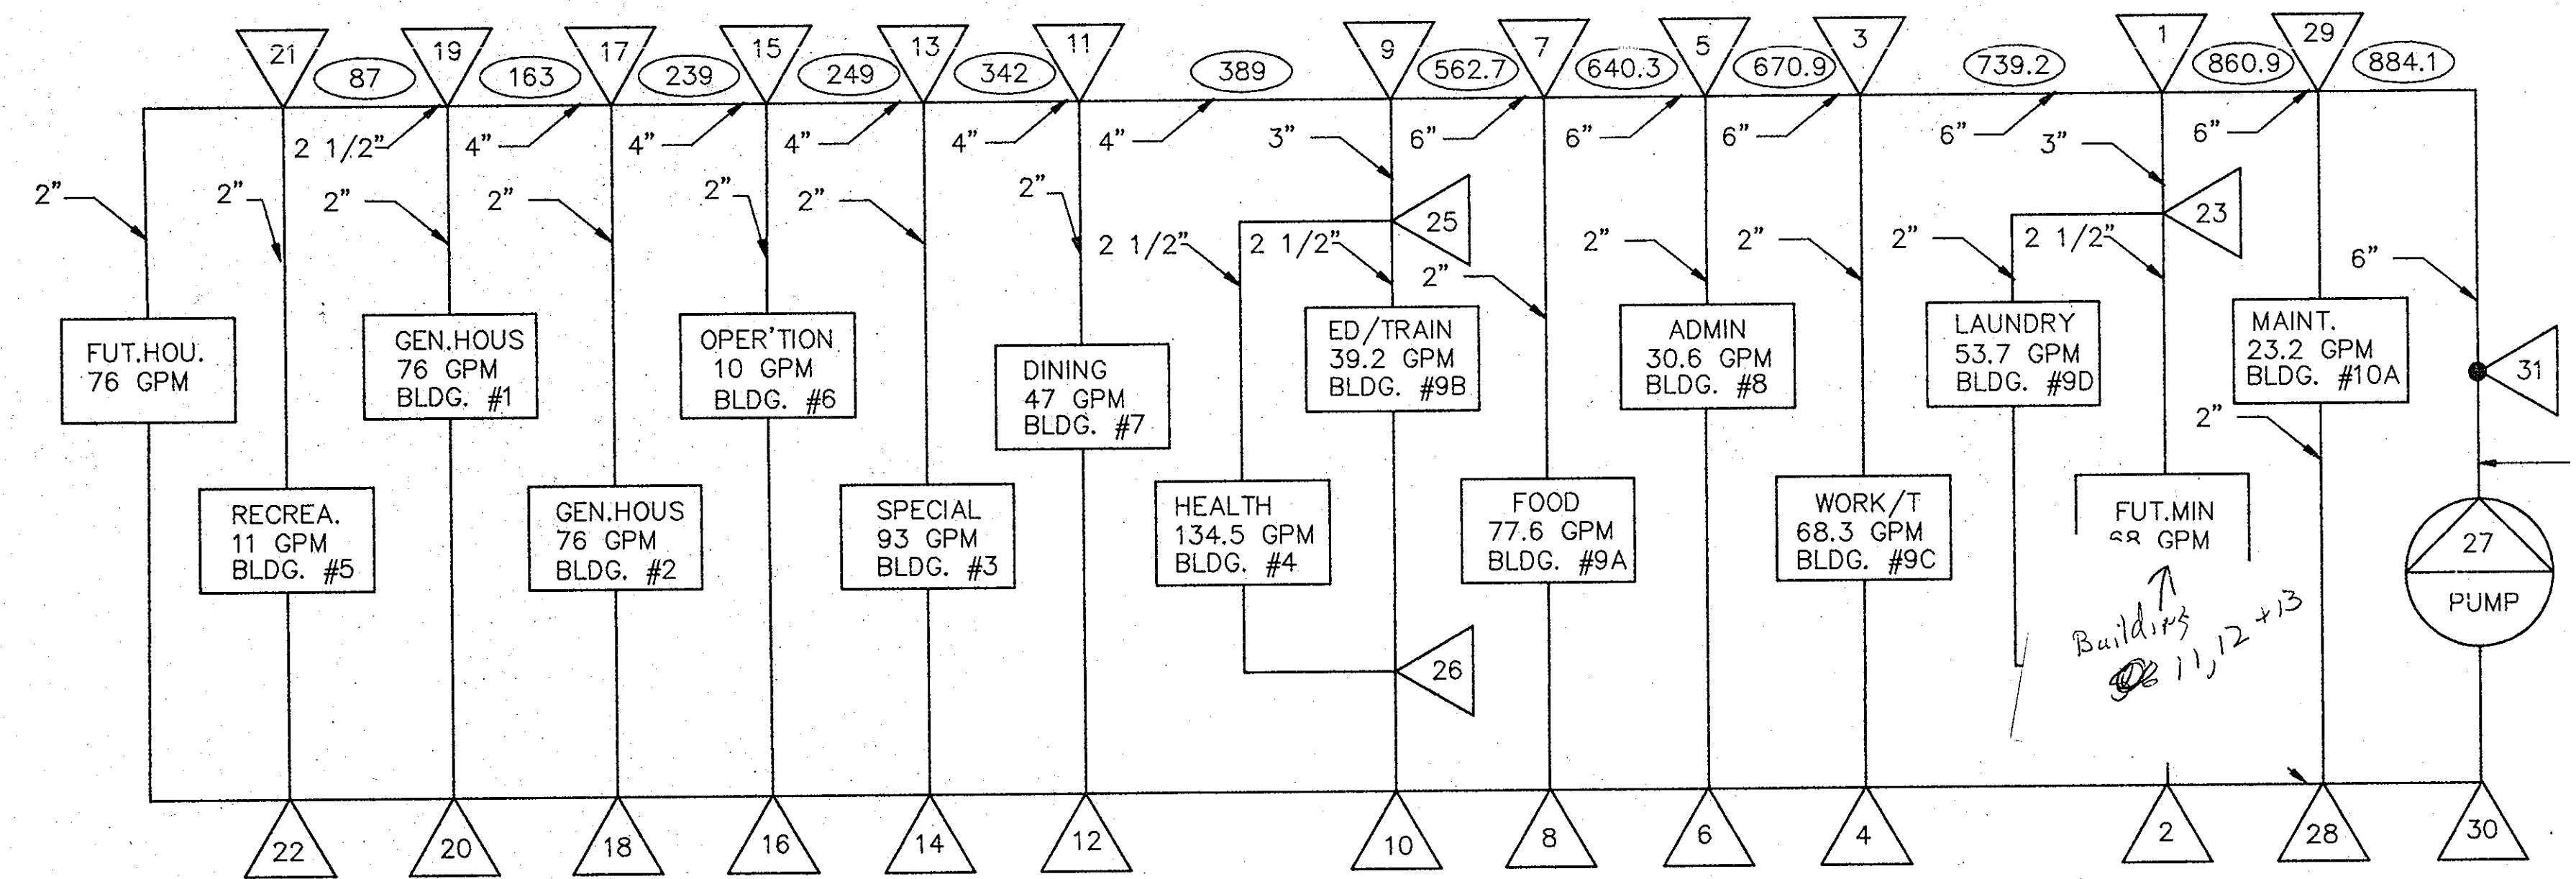 21
19
17
15
13
11
9
7
5
3
1
29
87
163
239
249
342
389
562.7
640.3
670.9
739.2
860.9
884.1
2 1/2"
4"
4"
4"
4"
4"
3"
6"
6"
6"
6"
3"
6"
2"
2"
2"
2"
2"
2"
2"
25
23
2 1/2"
2 1/2"
2"
2"
2"
2"
2 1/2"
6"
FUT.HOU.
76 GPM
GEN.HOUS
76 GPM
BLDG. #1
OPER'TION
10 GPM
BLDG. #6
DINING
47 GPM
BLDG. #7
ED/TRAIN
39.2 GPM
BLDG. #9B
ADMIN
30.6 GPM
BLDG. #8
LAUNDRY
53.7 GPM
BLDG. #9D
MAINT.
23.2 GPM
BLDG. #10A
31
2"
RECREA.
11 GPM
BLDG. #5
GEN.HOUS
76 GPM
BLDG. #2
SPECIAL
93 GPM
BLDG. #3
HEALTH
134.5 GPM
BLDG. #4
FOOD
77.6 GPM
BLDG. #9A
WORK/T
68.3 GPM
BLDG. #9C
FUT.MIN
68 GPM
27
PUMP
Buildings
11, 12 + 13
26
22
20
18
16
14
12
10
8
6
4
2
28
30